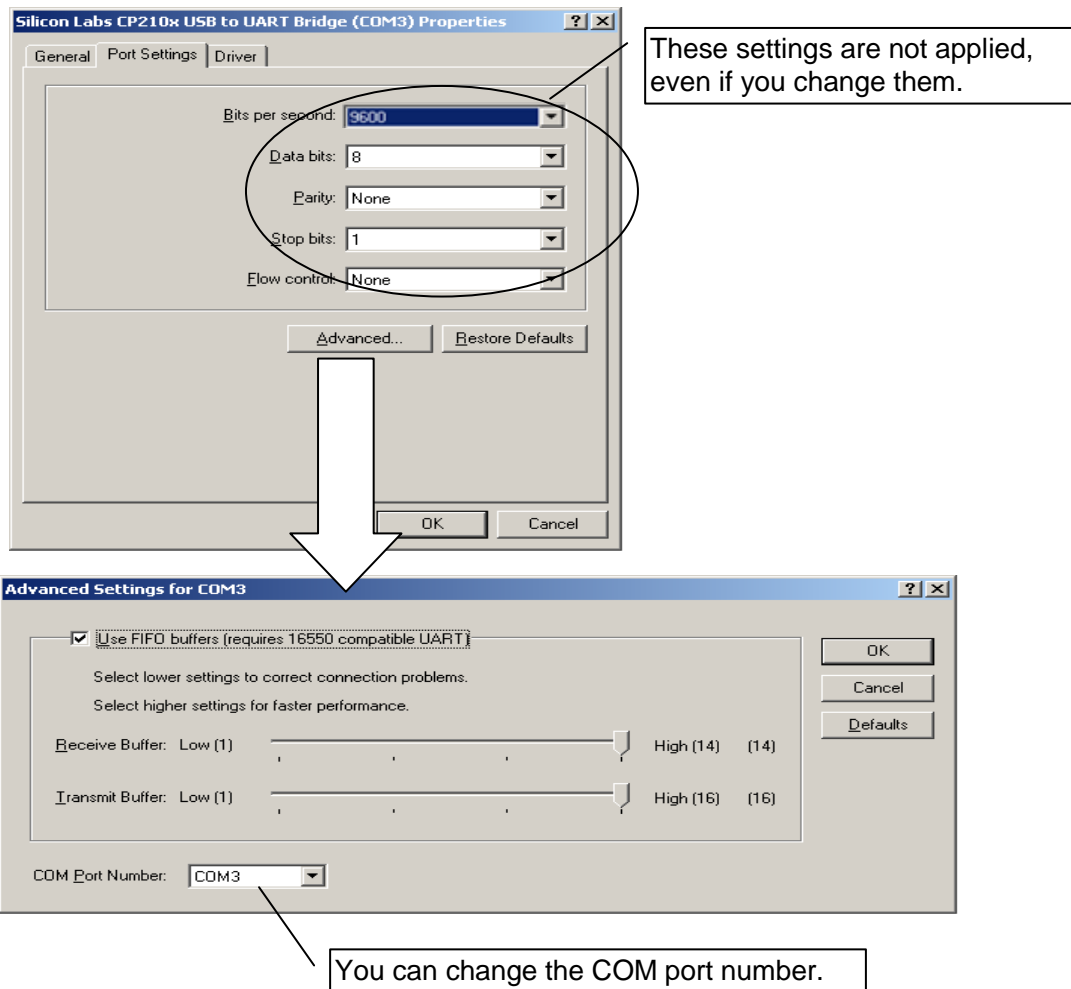 Silicon Labs CP210x USB to UART Bridge (COM3) Properties
General Port Settings Driver
Bits per second: 9600
Data bits: 8
Parity: None
Stop bits: 1
Flow control: None
Advanced... Restore Defaults
OK Cancel
These settings are not applied,
even if you change them.
Advanced Settings for COM3
Use FIFO buffers (requires 16550 compatible UART)
Select lower settings to correct connection problems.
Select higher settings for faster performance.
Receive Buffer: Low (1) High (14) (14)
Transmit Buffer: Low (1) High (16) (16)
COM Port Number: COM3
OK
Cancel
Defaults
You can change the COM port number.